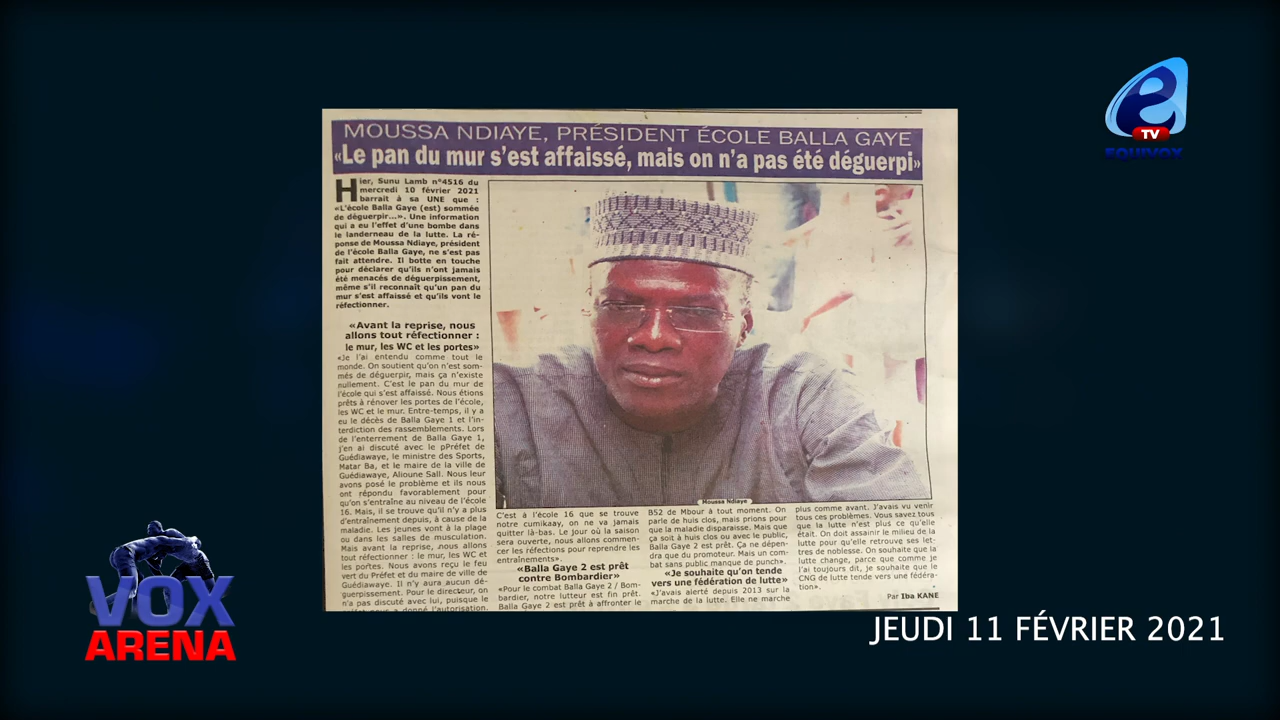 e
TV
EQUIVOX
MOUSSA NDIAYE, PRÉSIDENT ÉCOLE BALLA GAYE
«Le pan du mur s'est affaissé, mais on n'a pas été déguerpi»
Hier, Sunu Lamb n°4516 du
mercredi 10 février 2021
barrait à sa UNE que :
«L'école Balla Gaye (est) sommée
de déguerpir...». Une information
qui a eu l'effet d'une bombe dans
le landerneau de la lutte. La ré-
ponse de Moussa Ndiaye, président
de l'école Balla Gaye, ne s'est pas
fait attendre. Il botte en touche
pour déclarer qu'ils n'ont jamais
été menacés de déguerpissement,
même s'il reconnaît qu'un pan du
mur s'est affaissé et qu'ils vont le
réfectionner.
«Avant la reprise, nous
allons tout réfectionner :
le mur, les WC et les portes»
«Je l'ai entendu comme tout le
monde. On soutient qu'on n'est som-
més de déguerpir, mais ça n'existe
nullement. C'est le pan du mur de
l'école qui s'est affaissé. Nous étions
prêts à rénover les portes de l'école,
les WC et le mur. Entre-temps, il y a
eu le décès de Balla Gaye 1 et l'in-
terdiction des rassemblements. Lors
de l'enterrement de Balla Gaye 1,
j'en ai discuté avec le pPréfet de
Guédiawaye, le ministre des Sports,
Matar Ba, et le maire de la ville de
Guédiawaye, Alioune Sall. Nous leur
avons posé le problème et ils nous
ont répondu favorablement pour
qu'on s'entraîne au niveau de l'école
16. Mais, il se trouve qu'il n'y a plus
d'entraînement depuis, à cause de la
maladie. Les jeunes vont à la plage
ou dans les salles de musculation.
Mais avant la reprise, nous allons
tout réfectionner : le mur, les WC et
les portes. Nous avons reçu le feu
vert du Préfet et du maire de ville de
Guédiawaye. Il n'y aura aucun dé-
guerpissement. Pour le directeur, on
n'a pas discuté avec lui, puisque le
a donné l'autorisation.
Moussa Ndiaye
C'est à l'école 16 que se trouve
notre cumikaay, on ne va jamais
quitter là-bas. Le jour où la saison
sera ouverte, nous allons commen-
cer les réfections pour reprendre les
entraînements».
«Balla Gaye 2 est prêt
contre Bombardier»
«Pour le combat Balla Gaye 2 / Bom-
bardier, notre lutteur est fin prêt.
Balla Gaye 2 est prêt à affronter le
B52 de Mbour à tout moment. On
parle de huis clos, mais prions pour
que la maladie disparaisse. Mais que
ça soit à huis clos ou avec le public,
Balla Gaye 2 est prêt. Ça ne dépen-
dra que du promoteur. Mais un com-
bat sans public manque de punch».
«Je souhaite qu'on tende
vers une fédération de lutte»
«J'avais alerté depuis 2013 sur la
marche de la lutte. Elle ne marche
plus comme avant. J'avais vu venir
tous ces problèmes. Vous savez tous
que la lutte n'est plus ce qu'elle
était. On doit assainir le milieu de la
lutte pour qu'elle retrouve ses let-
tres de noblesse. On souhaite que la
lutte change, parce que comme je
l'ai toujours dit, je souhaite que le
CNG de lutte tende vers une fédéra-
tion».
Par Iba KANE
VOX
ARENA
JEUDI 11 FÉVRIER 2021